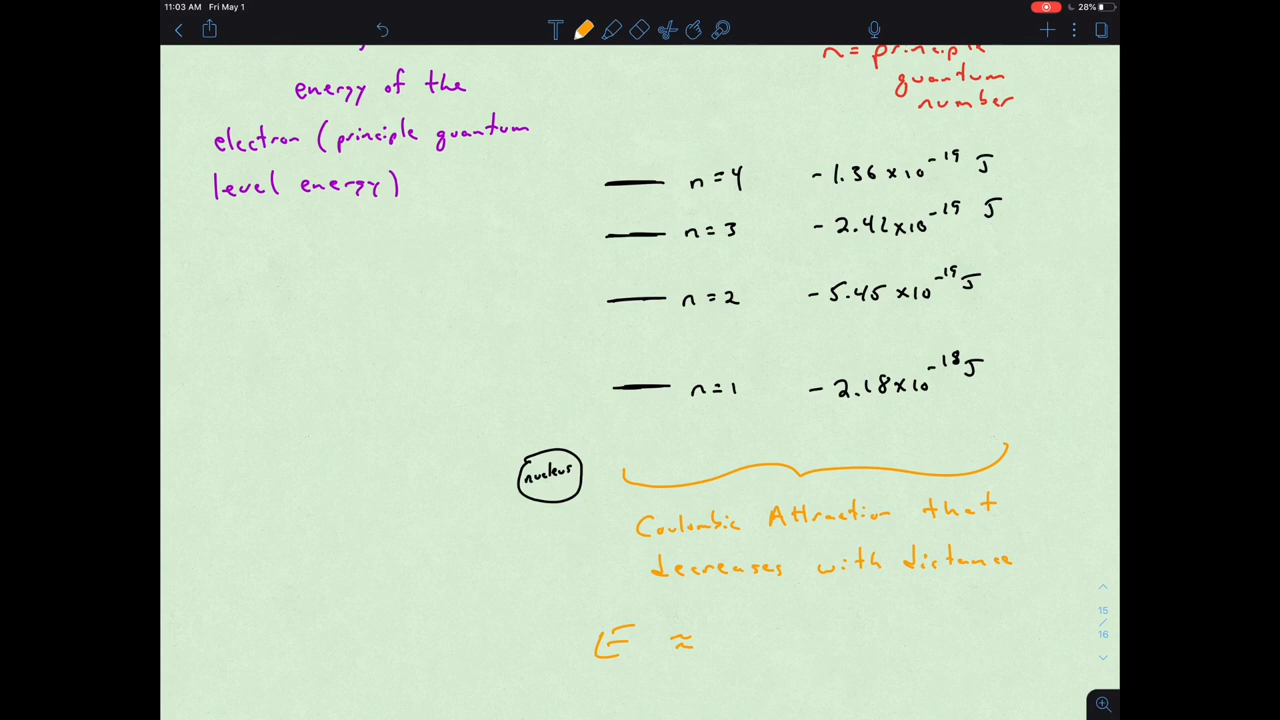 11:03 AM Fri May 1
28%
T
n = principle
quantum
number
energy of the
electron (principle quantum
level energy)
n = 4 - 1.36 x 10^-19 J
n = 3 - 2.42 x 10^-19 J
n = 2 - 5.45 x 10^-19 J
n = 1 - 2.18 x 10^-18 J
nucleus
Coulombic Attraction that
decreases with distance
E ≈
15
/
16